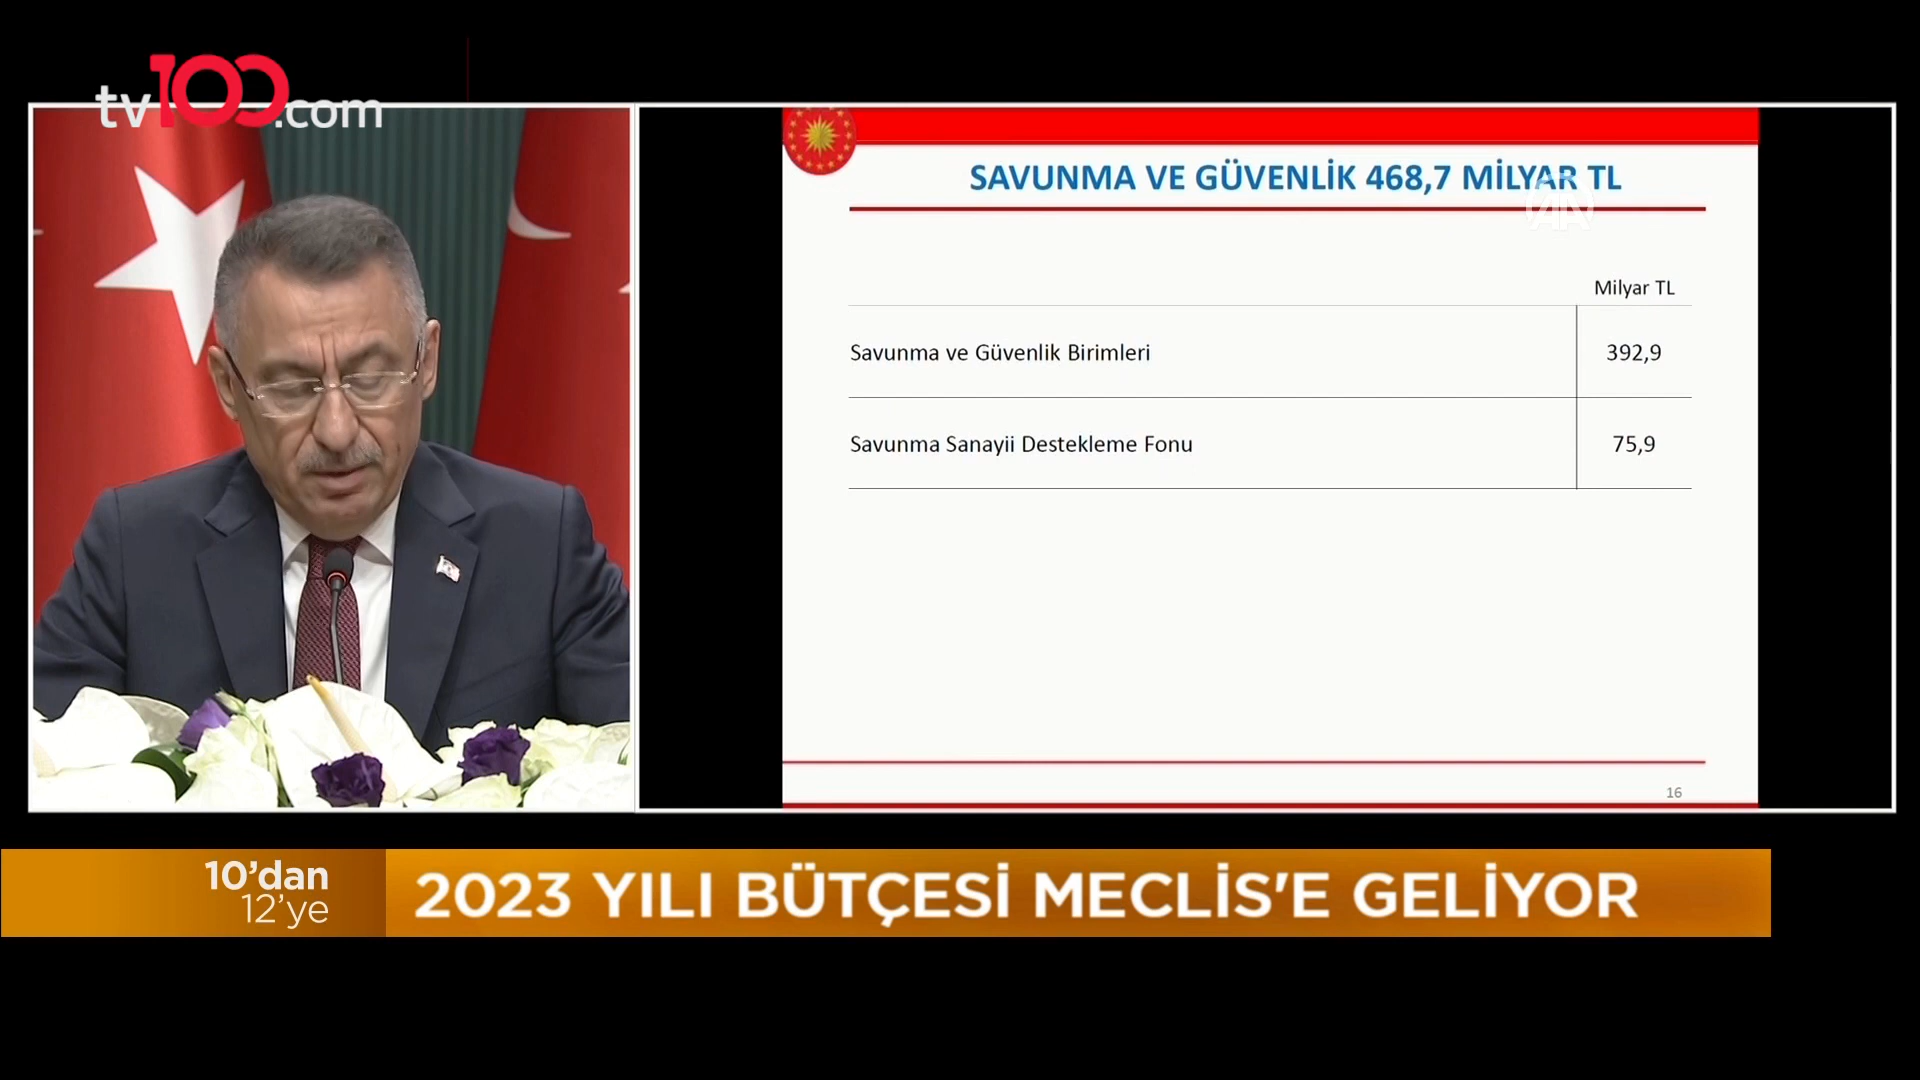 tv100.com
SAVUNMA VE GÜVENLİK 468,7 MİLYAR TL
AA
Milyar TL
Savunma ve Güvenlik Birimleri 392,9
Savunma Sanayii Destekleme Fonu 75,9
16
10’dan
12’ye
2023 YILI BÜTÇESİ MECLİS'E GELİYOR